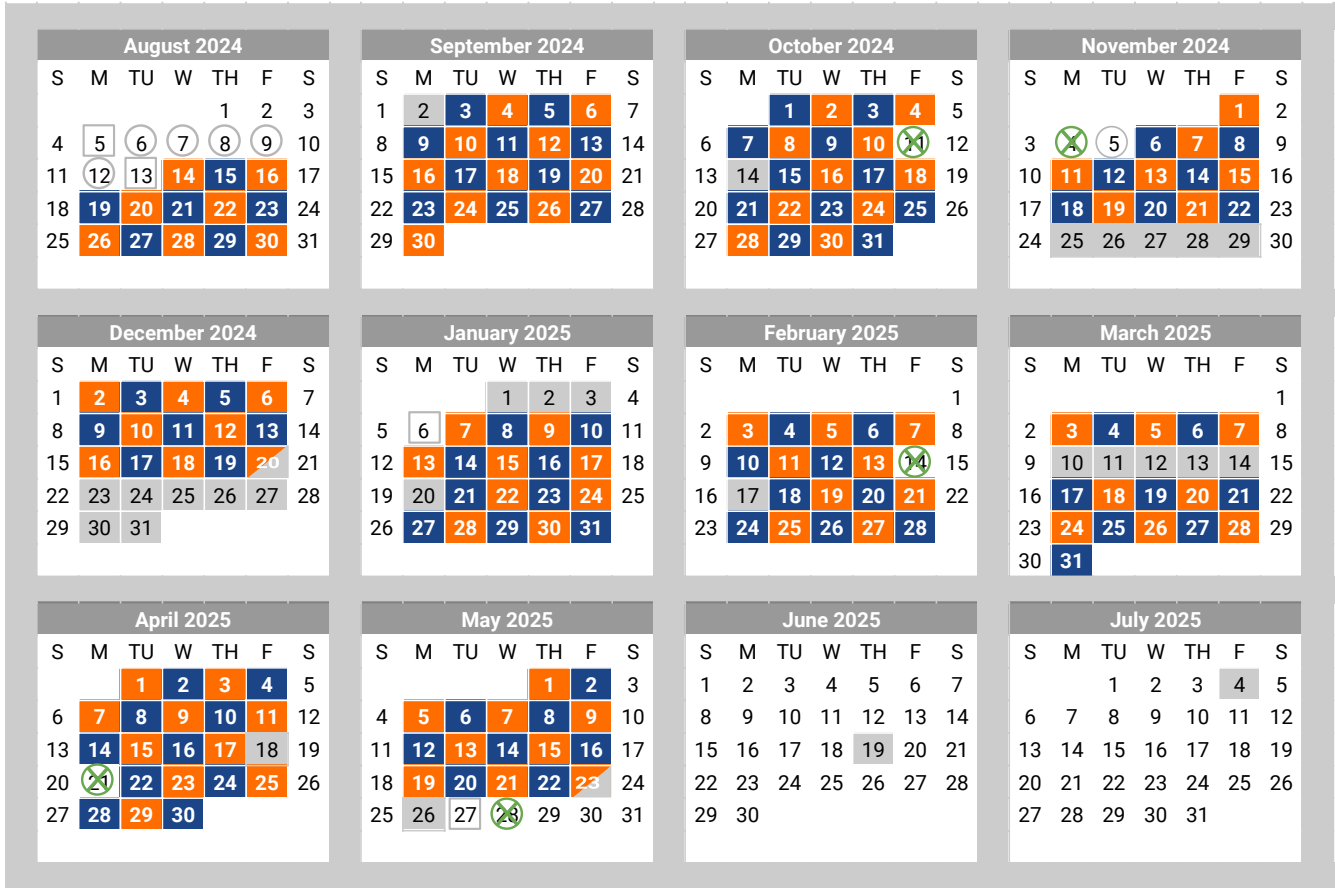 August 2024
S M TU W TH F S
1 2 3
4 5 6 7 8 9 10
11 12 13 14 15 16 17
18 19 20 21 22 23 24
25 26 27 28 29 30 31
September 2024
S M TU W TH F S
1 2 3 4 5 6 7
8 9 10 11 12 13 14
15 16 17 18 19 20 21
22 23 24 25 26 27 28
29 30
October 2024
S M TU W TH F S
1 2 3 4 5
6 7 8 9 10 11 12
13 14 15 16 17 18 19
20 21 22 23 24 25 26
27 28 29 30 31
November 2024
S M TU W TH F S
1 2
3 4 5 6 7 8 9
10 11 12 13 14 15 16
17 18 19 20 21 22 23
24 25 26 27 28 29 30
December 2024
S M TU W TH F S
1 2 3 4 5 6 7
8 9 10 11 12 13 14
15 16 17 18 19 20 21
22 23 24 25 26 27 28
29 30 31
January 2025
S M TU W TH F S
1 2 3 4
5 6 7 8 9 10 11
12 13 14 15 16 17 18
19 20 21 22 23 24 25
26 27 28 29 30 31
February 2025
S M TU W TH F S
1
2 3 4 5 6 7 8
9 10 11 12 13 14 15
16 17 18 19 20 21 22
23 24 25 26 27 28
March 2025
S M TU W TH F S
1
2 3 4 5 6 7 8
9 10 11 12 13 14 15
16 17 18 19 20 21 22
23 24 25 26 27 28 29
30 31
April 2025
S M TU W TH F S
1 2 3 4 5
6 7 8 9 10 11 12
13 14 15 16 17 18 19
20 21 22 23 24 25 26
27 28 29 30
May 2025
S M TU W TH F S
1 2 3
4 5 6 7 8 9 10
11 12 13 14 15 16 17
18 19 20 21 22 23 24
25 26 27 28 29 30 31
June 2025
S M TU W TH F S
1 2 3 4 5 6 7
8 9 10 11 12 13 14
15 16 17 18 19 20 21
22 23 24 25 26 27 28
29 30
July 2025
S M TU W TH F S
1 2 3 4 5
6 7 8 9 10 11 12
13 14 15 16 17 18 19
20 21 22 23 24 25 26
27 28 29 30 31